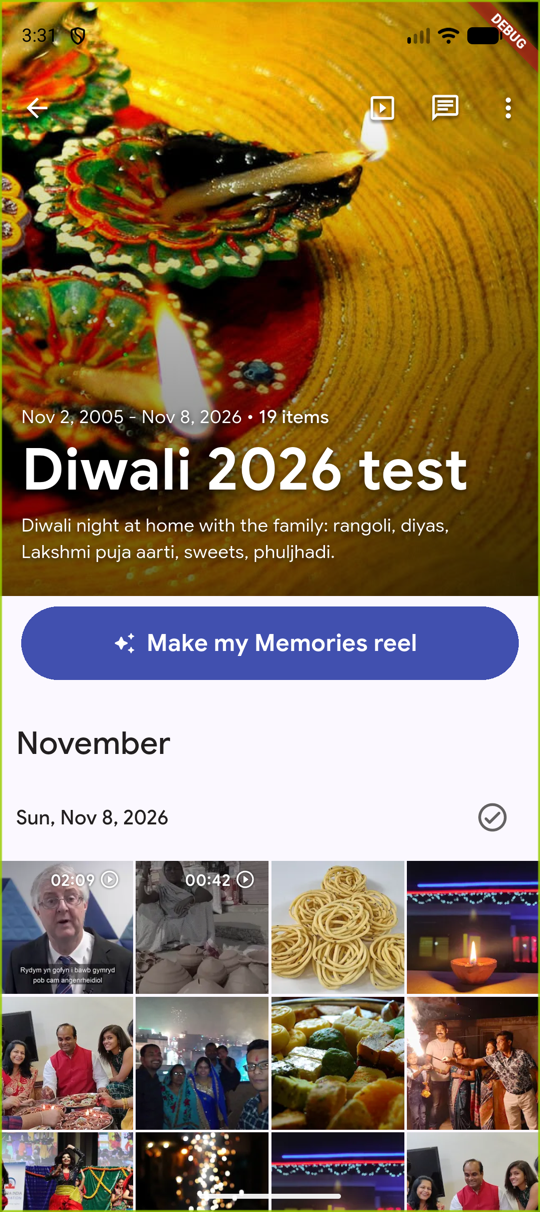 3:31
DEBUG
Nov 2, 2005 - Nov 8, 2026 • 19 items
Diwali 2026 test
Diwali night at home with the family: rangoli, diyas,
Lakshmi puja aarti, sweets, phuljhadi.
Make my Memories reel
November
Sun, Nov 8, 2026
02:09
00:42
Rydym yn gofyn i bawb gymryd
pob cam angenrheidiol